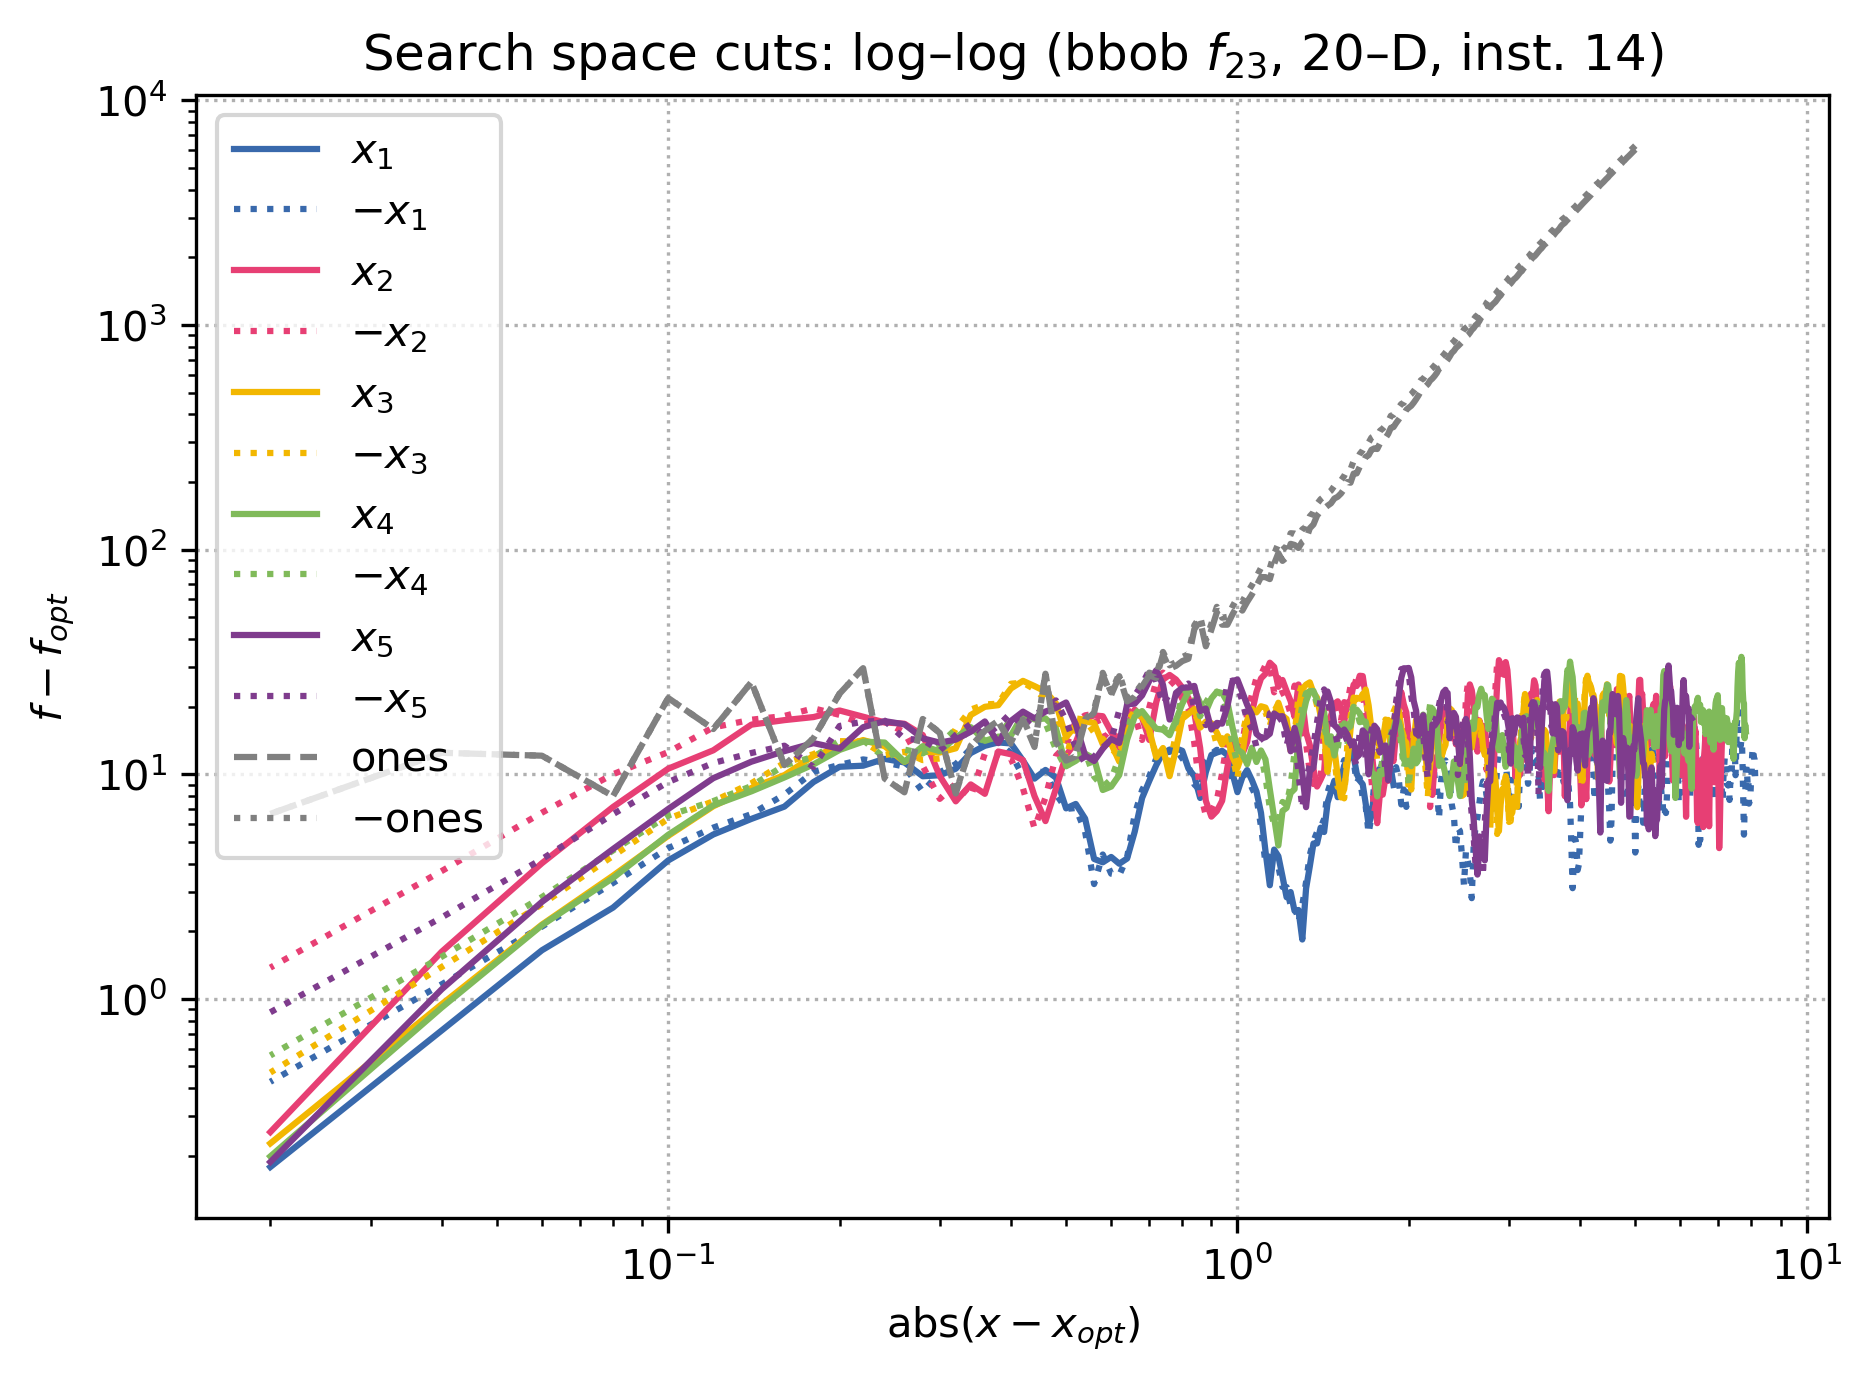 Search space cuts: log–log (bbob f23, 20–D, inst. 14)
10^4
10^3
10^2
10^1
10^0
f − f_opt
x1
−x1
x2
−x2
x3
−x3
x4
−x4
x5
−x5
ones
−ones
10^−1
10^0
10^1
abs(x − x_opt)